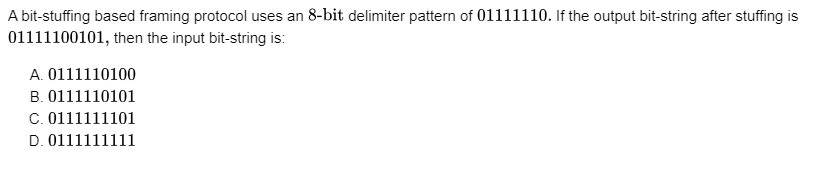 A bit-stuffing based framing protocol uses an 8-bit delimiter pattern of 01111110. If the output bit-string after stuffing is
01111100101, then the input bit-string is:
A. 0111110100
B. 0111110101
C. 0111111101
D. 0111111111